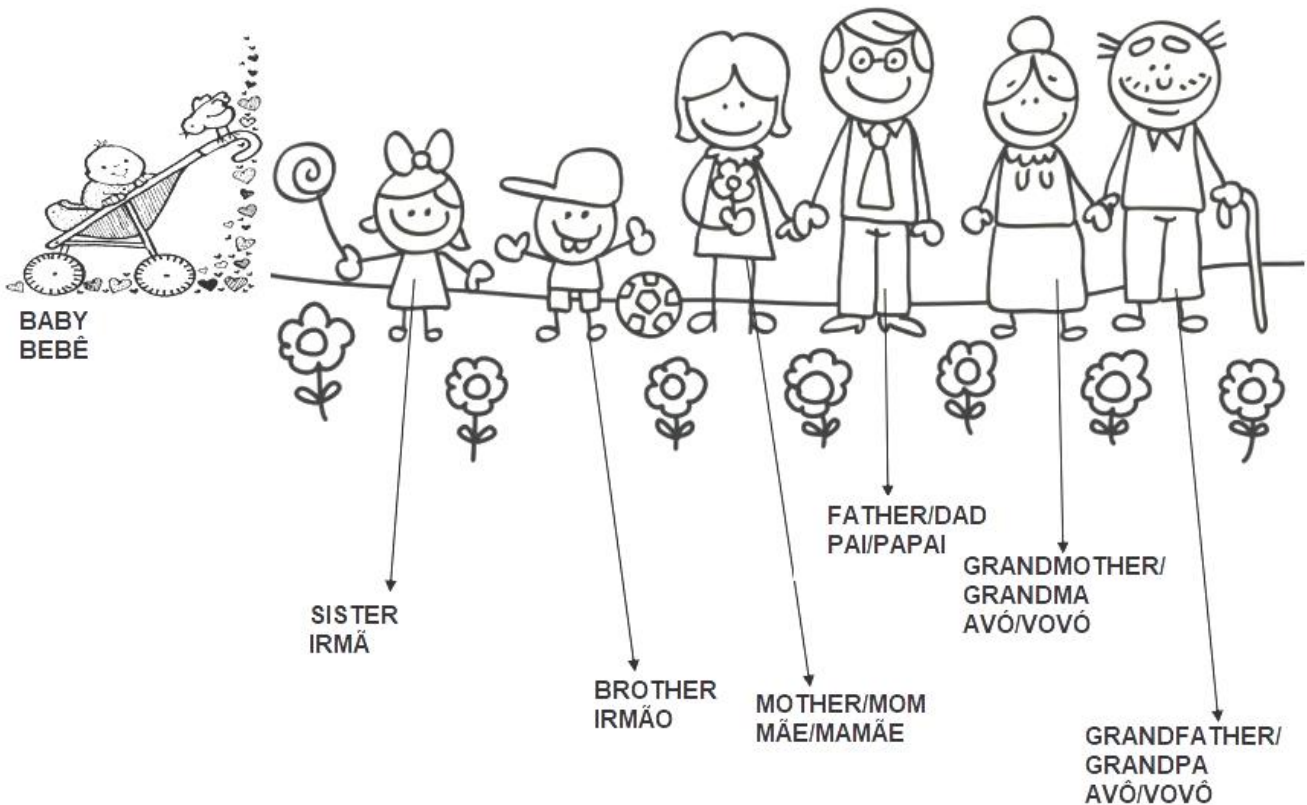 BABY
BEBÊ
SISTER
IRMÃ
BROTHER
IRMÃO
MOTHER/MOM
MÃE/MAMÃE
FATHER/DAD
PAI/PAPAI
GRANDMOTHER/
GRANDMA
AVÓ/VOVÓ
GRANDFATHER/
GRANDPA
AVÔ/VOVÔ